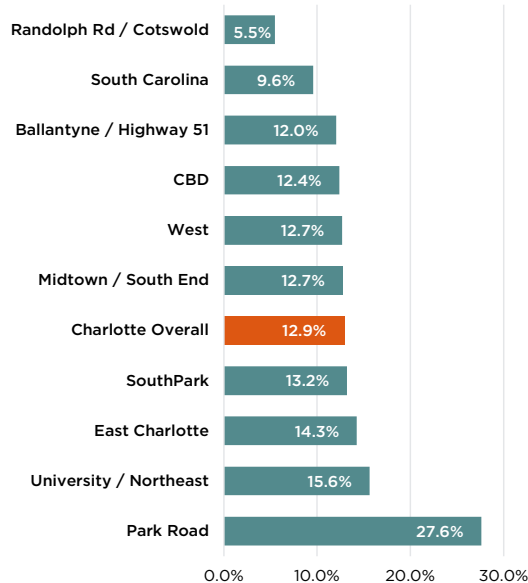 Randolph Rd / Cotswold 5.5%
South Carolina 9.6%
Ballantyne / Highway 51 12.0%
CBD 12.4%
West 12.7%
Midtown / South End 12.7%
Charlotte Overall 12.9%
SouthPark 13.2%
East Charlotte 14.3%
University / Northeast 15.6%
Park Road 27.6%
0.0% 10.0% 20.0% 30.0%